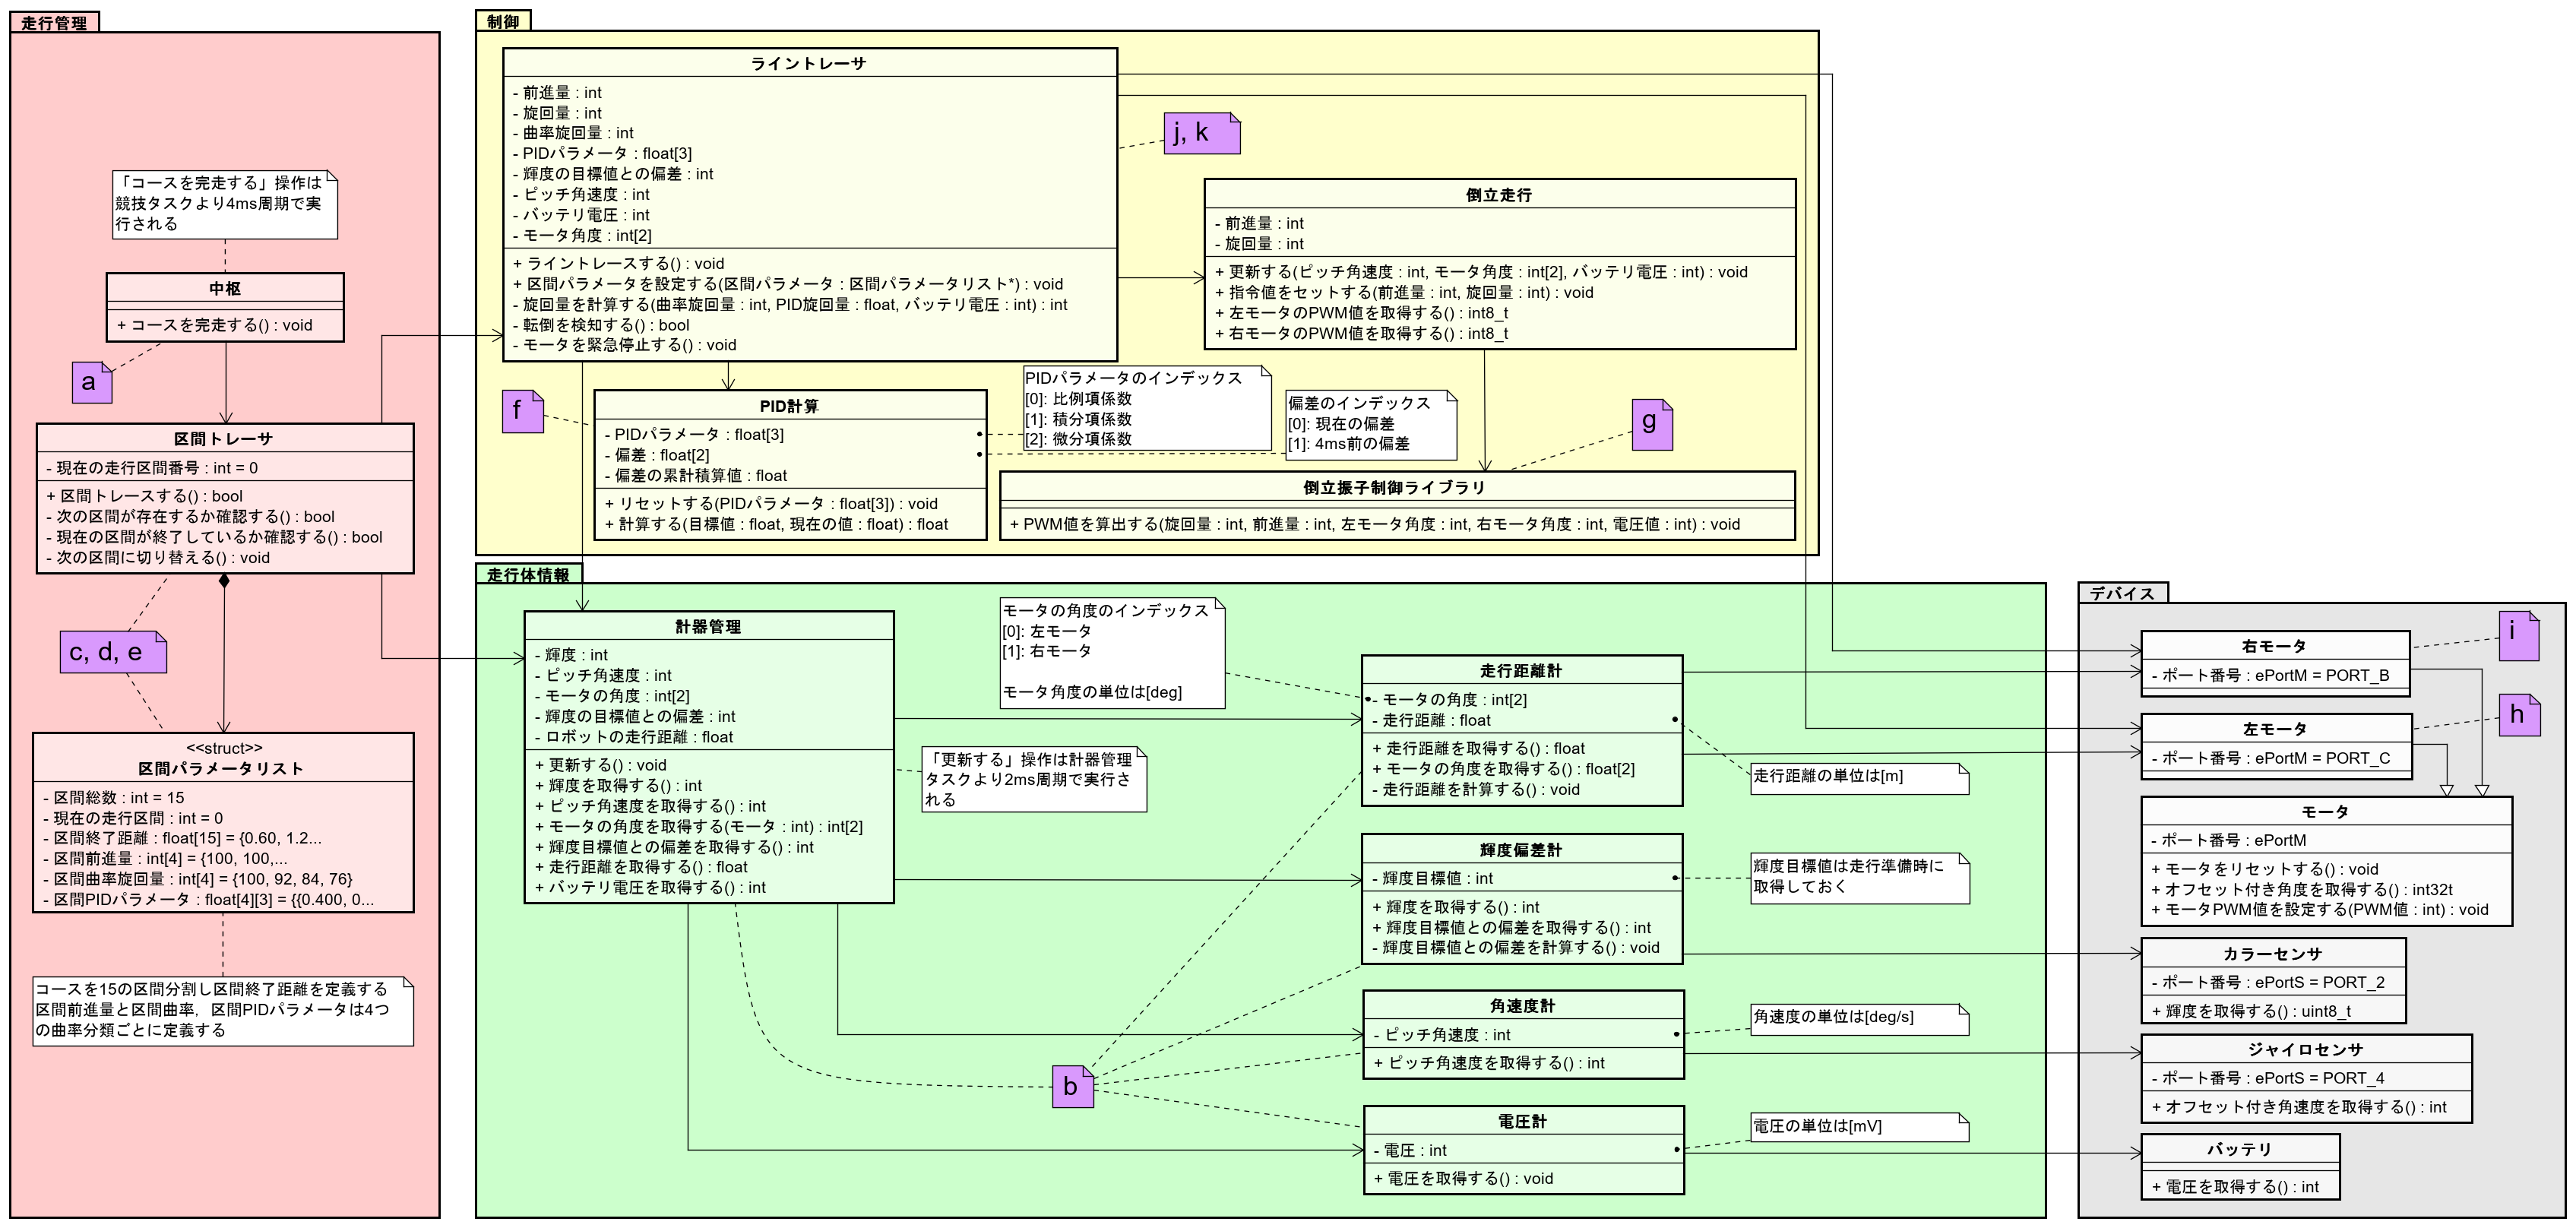 走行管理
「コースを完走する」操作は
競技タスクより4ms周期で実
行される
中枢
+ コースを完走する() : void
a
区間トレーサ
- 現在の走行区間番号 : int = 0
+ 区間トレースする() : bool
- 次の区間が存在するか確認する() : bool
- 現在の区間が終了しているか確認する() : bool
- 次の区間に切り替える() : void
c, d, e
<<struct>>
区間パラメータリスト
- 区間総数 : int = 15
- 現在の走行区間 : int = 0
- 区間終了距離 : float[15] = {0.60, 1.2...
- 区間前進量 : int[4] = {100, 100,...
- 区間曲率旋回量 : int[4] = {100, 92, 84, 76}
- 区間PIDパラメータ : float[4][3] = {{0.400, 0...
コースを15の区間分割し区間終了距離を定義する
区間前進量と区間曲率，区間PIDパラメータは4つ
の曲率分類ごとに定義する
制御
ライントレーサ
- 前進量 : int
- 旋回量 : int
- 曲率旋回量 : int
- PIDパラメータ : float[3]
- 輝度の目標値との偏差 : int
- ピッチ角速度 : int
- バッテリ電圧 : int
- モータ角度 : int[2]
+ ライントレースする() : void
+ 区間パラメータを設定する(区間パラメータ : 区間パラメータリスト*) : void
- 旋回量を計算する(曲率旋回量 : int, PID旋回量 : float, バッテリ電圧 : int) : int
- 転倒を検知する() : bool
- モータを緊急停止する() : void
j, k
倒立走行
- 前進量 : int
- 旋回量 : int
+ 更新する(ピッチ角速度 : int, モータ角度 : int[2], バッテリ電圧 : int) : void
+ 指令値をセットする(前進量 : int, 旋回量 : int) : void
+ 左モータのPWM値を取得する() : int8_t
+ 右モータのPWM値を取得する() : int8_t
f
PID計算
- PIDパラメータ : float[3]
- 偏差 : float[2]
- 偏差の累計積算値 : float
+ リセットする(PIDパラメータ : float[3]) : void
+ 計算する(目標値 : float, 現在の値 : float) : float
PIDパラメータのインデックス
[0]: 比例項係数
[1]: 積分項係数
[2]: 微分項係数
偏差のインデックス
[0]: 現在の偏差
[1]: 4ms前の偏差
g
倒立振子制御ライブラリ
+ PWM値を算出する(旋回量 : int, 前進量 : int, 左モータ角度 : int, 右モータ角度 : int, 電圧値 : int) : void
走行体情報
計器管理
- 輝度 : int
- ピッチ角速度 : int
- モータの角度 : int[2]
- 輝度の目標値との偏差 : int
- ロボットの走行距離 : float
+ 更新する() : void
+ 輝度を取得する() : int
+ ピッチ角速度を取得する() : int
+ モータの角度を取得する(モータ : int) : int[2]
+ 輝度目標値との偏差を取得する() : int
+ 走行距離を取得する() : float
+ バッテリ電圧を取得する() : int
モータの角度のインデックス
[0]: 左モータ
[1]: 右モータ
モータ角度の単位は[deg]
「更新する」操作は計器管理
タスクより2ms周期で実行さ
れる
走行距離計
- モータの角度 : int[2]
- 走行距離 : float
+ 走行距離を取得する() : float
+ モータの角度を取得する() : float[2]
- 走行距離を計算する() : void
走行距離の単位は[m]
輝度偏差計
- 輝度目標値 : int
+ 輝度を取得する() : int
+ 輝度目標値との偏差を取得する() : int
- 輝度目標値との偏差を計算する() : void
輝度目標値は走行準備時に
取得しておく
角速度計
- ピッチ角速度 : int
+ ピッチ角速度を取得する() : int
角速度の単位は[deg/s]
b
電圧計
- 電圧 : int
+ 電圧を取得する() : void
電圧の単位は[mV]
デバイス
右モータ
- ポート番号 : ePortM = PORT_B
i
左モータ
- ポート番号 : ePortM = PORT_C
h
モータ
- ポート番号 : ePortM
+ モータをリセットする() : void
+ オフセット付き角度を取得する() : int32t
+ モータPWM値を設定する(PWM値 : int) : void
カラーセンサ
- ポート番号 : ePortS = PORT_2
+ 輝度を取得する() : uint8_t
ジャイロセンサ
- ポート番号 : ePortS = PORT_4
+ オフセット付き角速度を取得する() : int
バッテリ
+ 電圧を取得する() : int